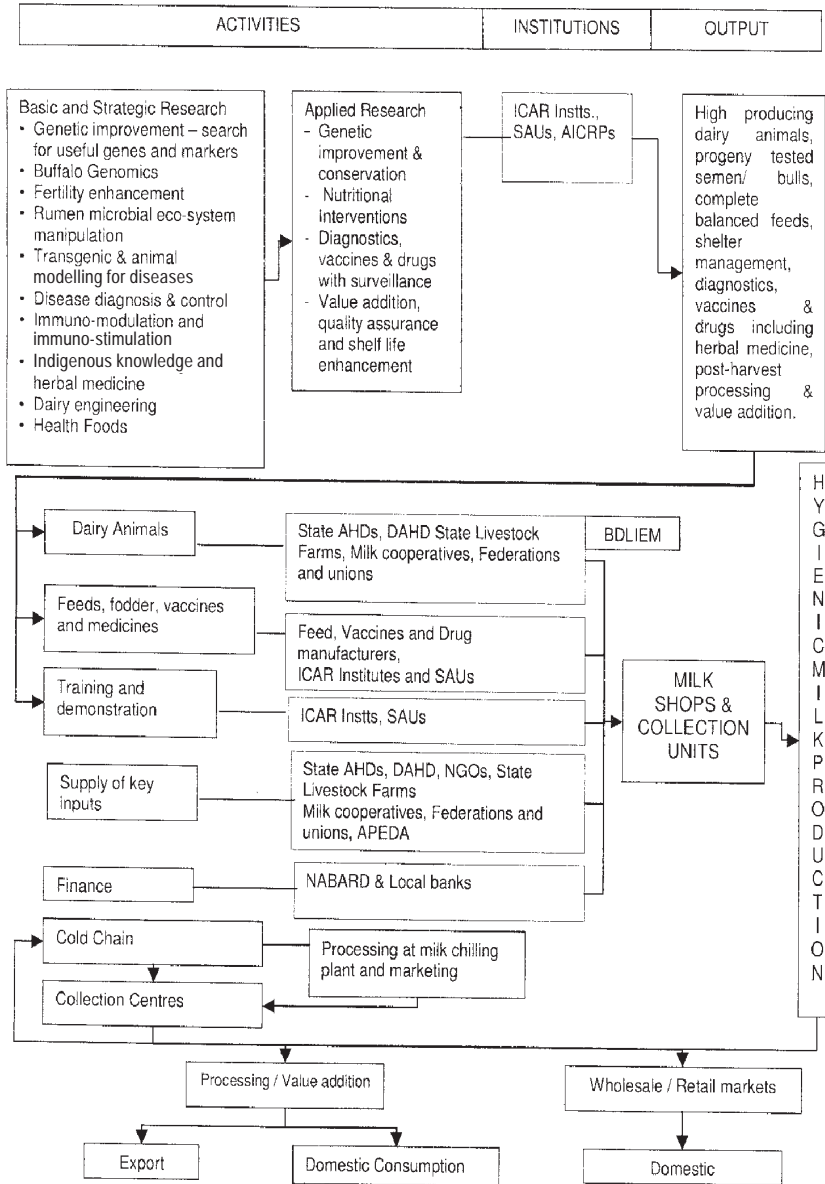 ACTIVITIES
INSTITUTIONS
OUTPUT
Basic and Strategic Research
• Genetic improvement – search
for useful genes and markers
• Buffalo Genomics
• Fertility enhancement
• Rumen microbial eco-system
manipulation
• Transgenic & animal
modelling for diseases
• Disease diagnosis & control
• Immuno-modulation and
immuno-stimulation
• Indigenous knowledge and
herbal medicine
• Dairy engineering
• Health Foods
Applied Research
- Genetic
improvement &
conservation
- Nutritional
Interventions
- Diagnostics,
vaccines & drugs
with surveillance
- Value addition,
quality assurance
and shelf life
enhancement
ICAR Instts.,
SAUs, AICRPs
High producing
dairy animals,
progeny tested
semen/ bulls,
complete
balanced feeds,
shelter
management,
diagnostics,
vaccines &
drugs including
herbal medicine,
post-harvest
processing &
value addition.
Dairy Animals
State AHDs, DAHD State Livestock
Farms, Milk cooperatives, Federations
and unions
BDLIEM
Feeds, fodder, vaccines
and medicines
Feed, Vaccines and Drug
manufacturers,
ICAR Institutes and SAUs
Training and
demonstration
ICAR Instts, SAUs
Supply of key
inputs
State AHDs, DAHD, NGOs, State
Livestock Farms
Milk cooperatives, Federations and
unions, APEDA
Finance
NABARD & Local banks
MILK
SHOPS &
COLLECTION
UNITS
H
Y
G
I
E
N
I
C
M
I
L
K
P
R
O
D
U
C
T
I
O
N
Cold Chain
Processing at milk chilling
plant and marketing
Collection Centres
Processing / Value addition
Wholesale / Retail markets
Export
Domestic Consumption
Domestic